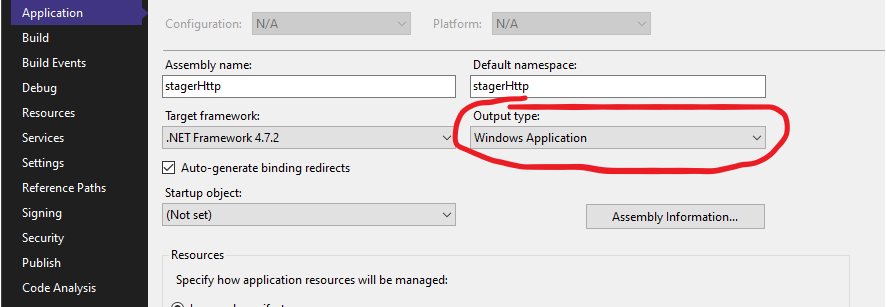 Application
Build
Build Events
Debug
Resources
Services
Settings
Reference Paths
Signing
Security
Publish
Code Analysis
Configuration: N/A Platform: N/A
Assembly name: Default namespace:
stagerHttp stagerHttp
Target framework: Output type:
.NET Framework 4.7.2 Windows Application
Auto-generate binding redirects
Startup object:
(Not set) Assembly Information...
Resources
Specify how application resources will be managed: